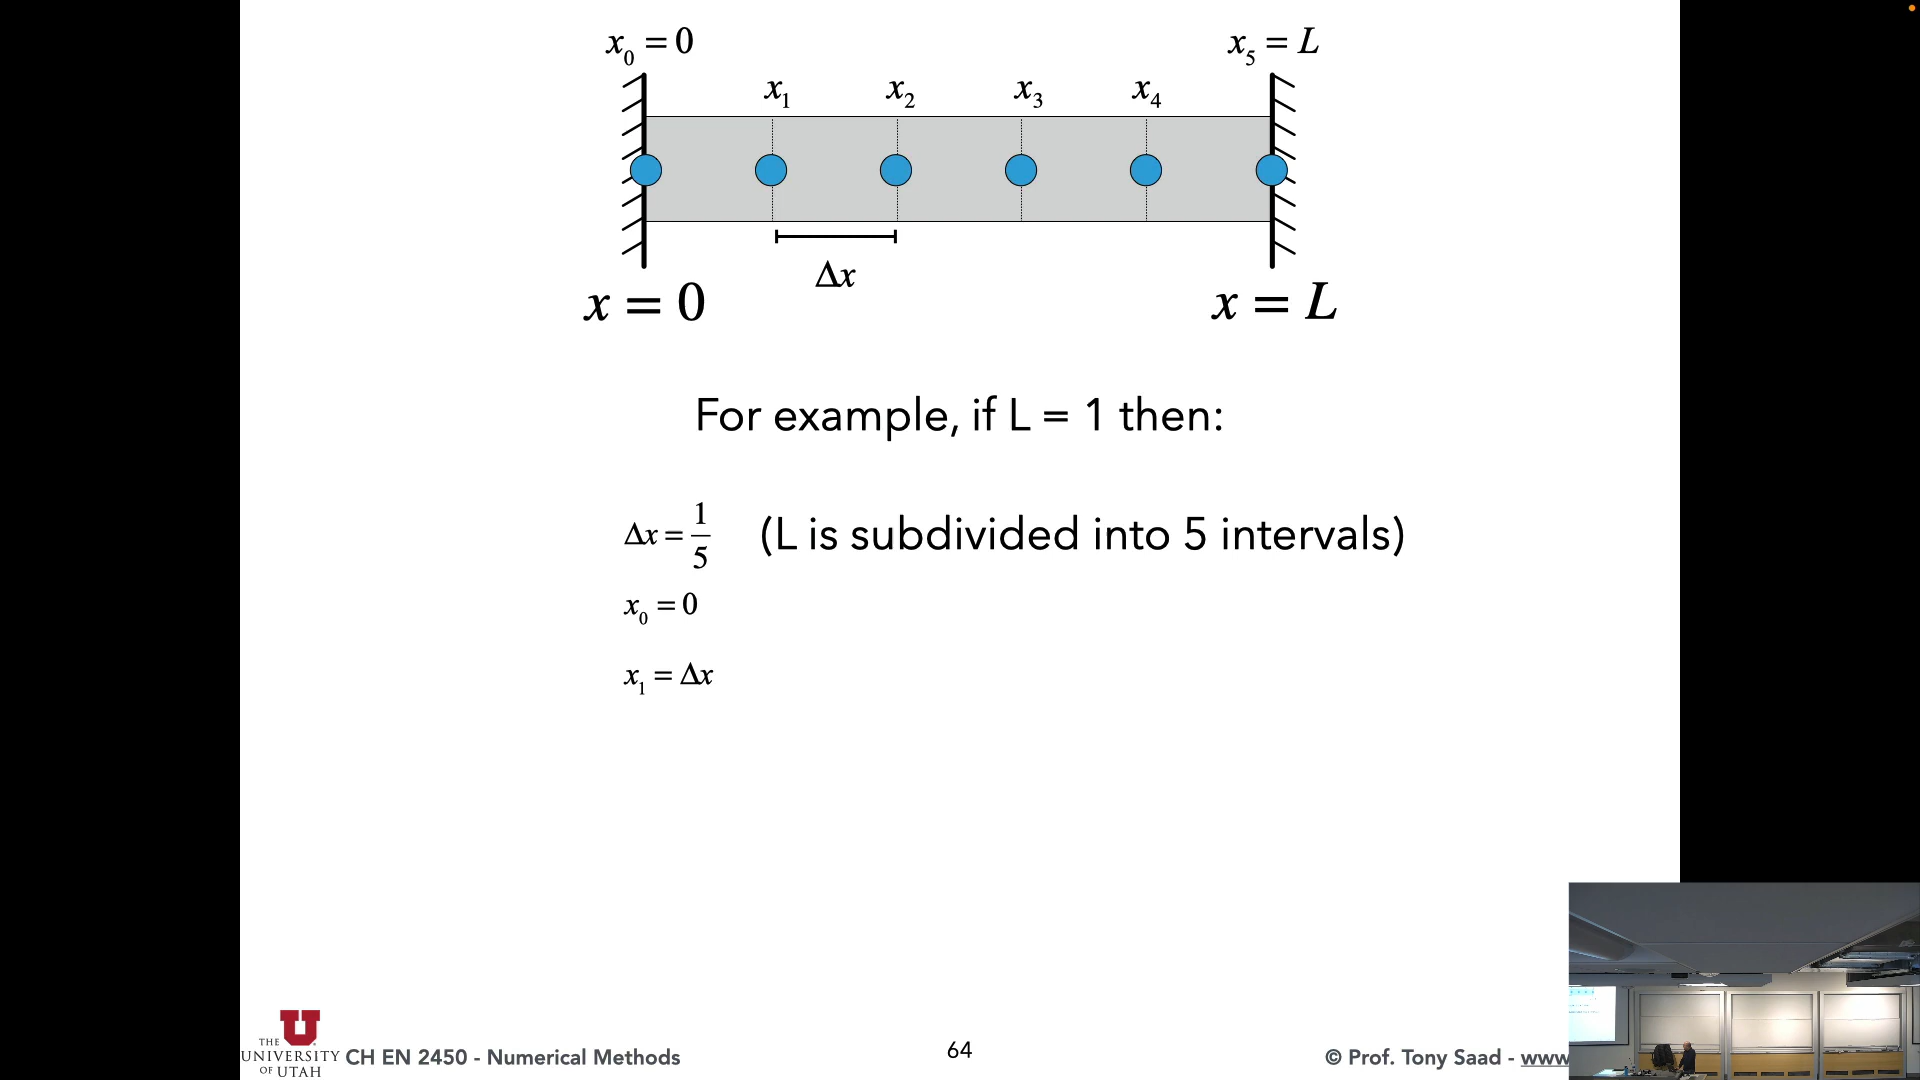 x₀ = 0
x₅ = L
x₁ x₂ x₃ x₄
Δx
x = 0
x = L
For example, if L = 1 then:
Δx = 1/5 (L is subdivided into 5 intervals)
x₀ = 0
x₁ = Δx
THE UNIVERSITY OF UTAH
CH EN 2450 - Numerical Methods
64
© Prof. Tony Saad - www